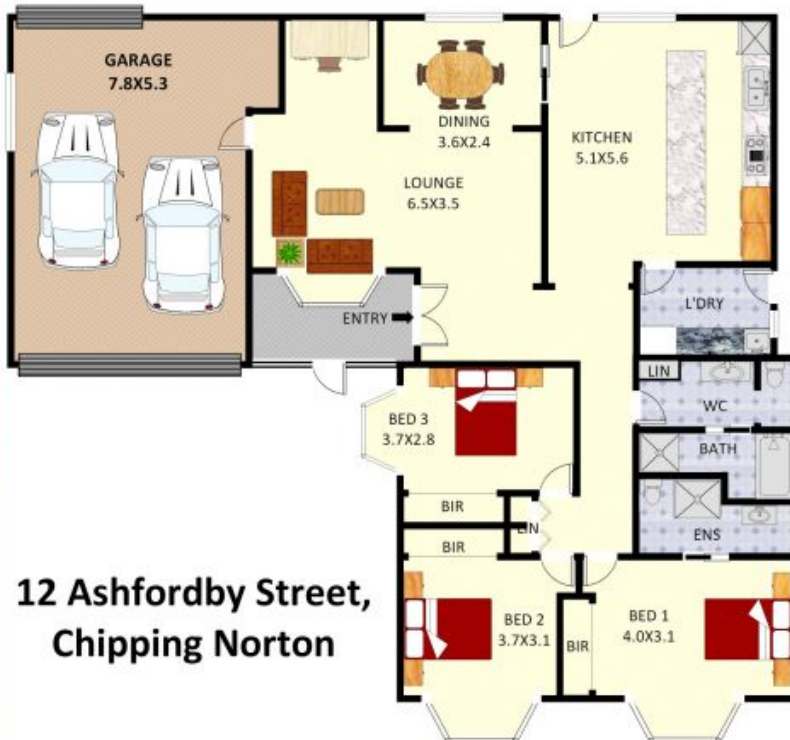 GARAGE
7.8X5.3
DINING
3.6X2.4
KITCHEN
5.1X5.6
LOUNGE
6.5X3.5
ENTRY
L'DRY
LIN
WC
BATH
BED 3
3.7X2.8
BIR
LIN
ENS
BIR
BED 2
3.7X3.1
BIR
BED 1
4.0X3.1
12 Ashfordby Street,
Chipping Norton